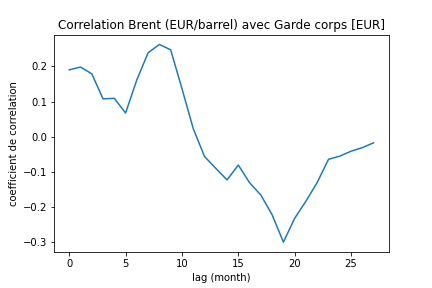 Correlation Brent (EUR/barrel) avec Garde corps [EUR]
coefficient de correlation
0.2
0.1
0.0
−0.1
−0.2
−0.3
0 5 10 15 20 25
lag (month)